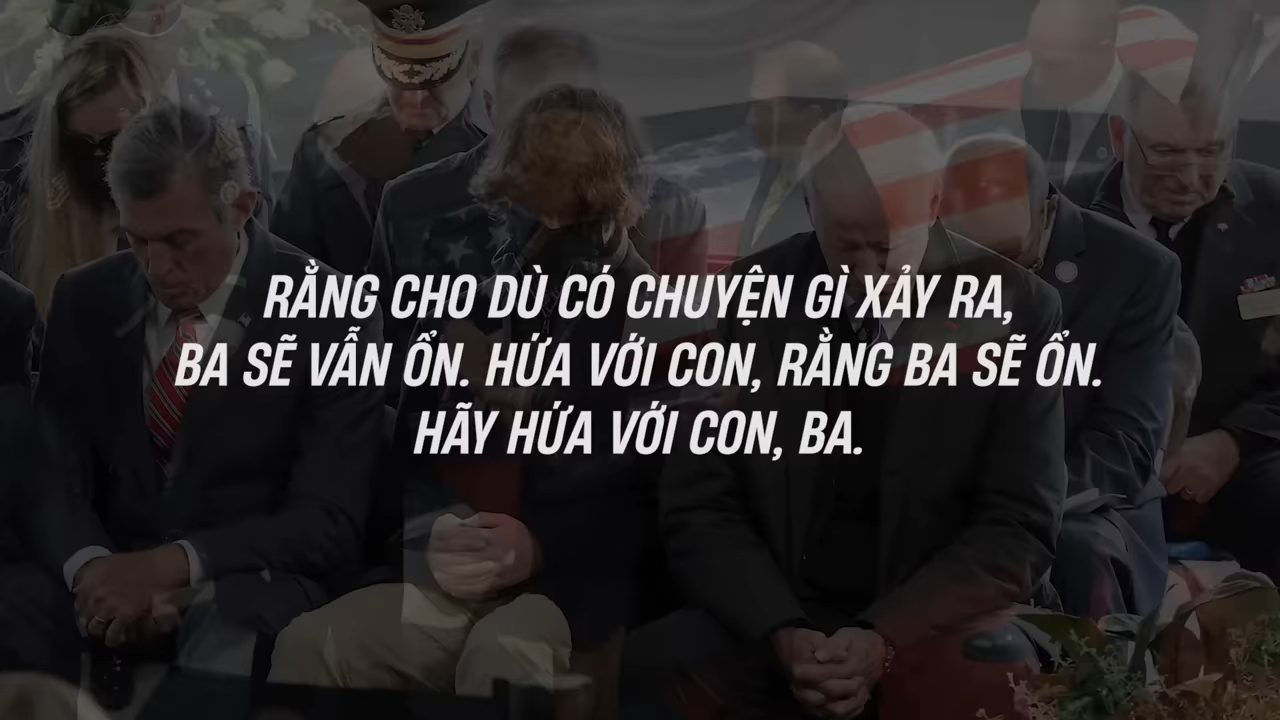 RẰNG CHO DÙ CÓ CHUYỆN GÌ XẢY RA,
BA SẼ VẪN ỔN. HỨA VỚI CON, RẰNG BA SẼ ỔN.
HÃY HỨA VỚI CON, BA.